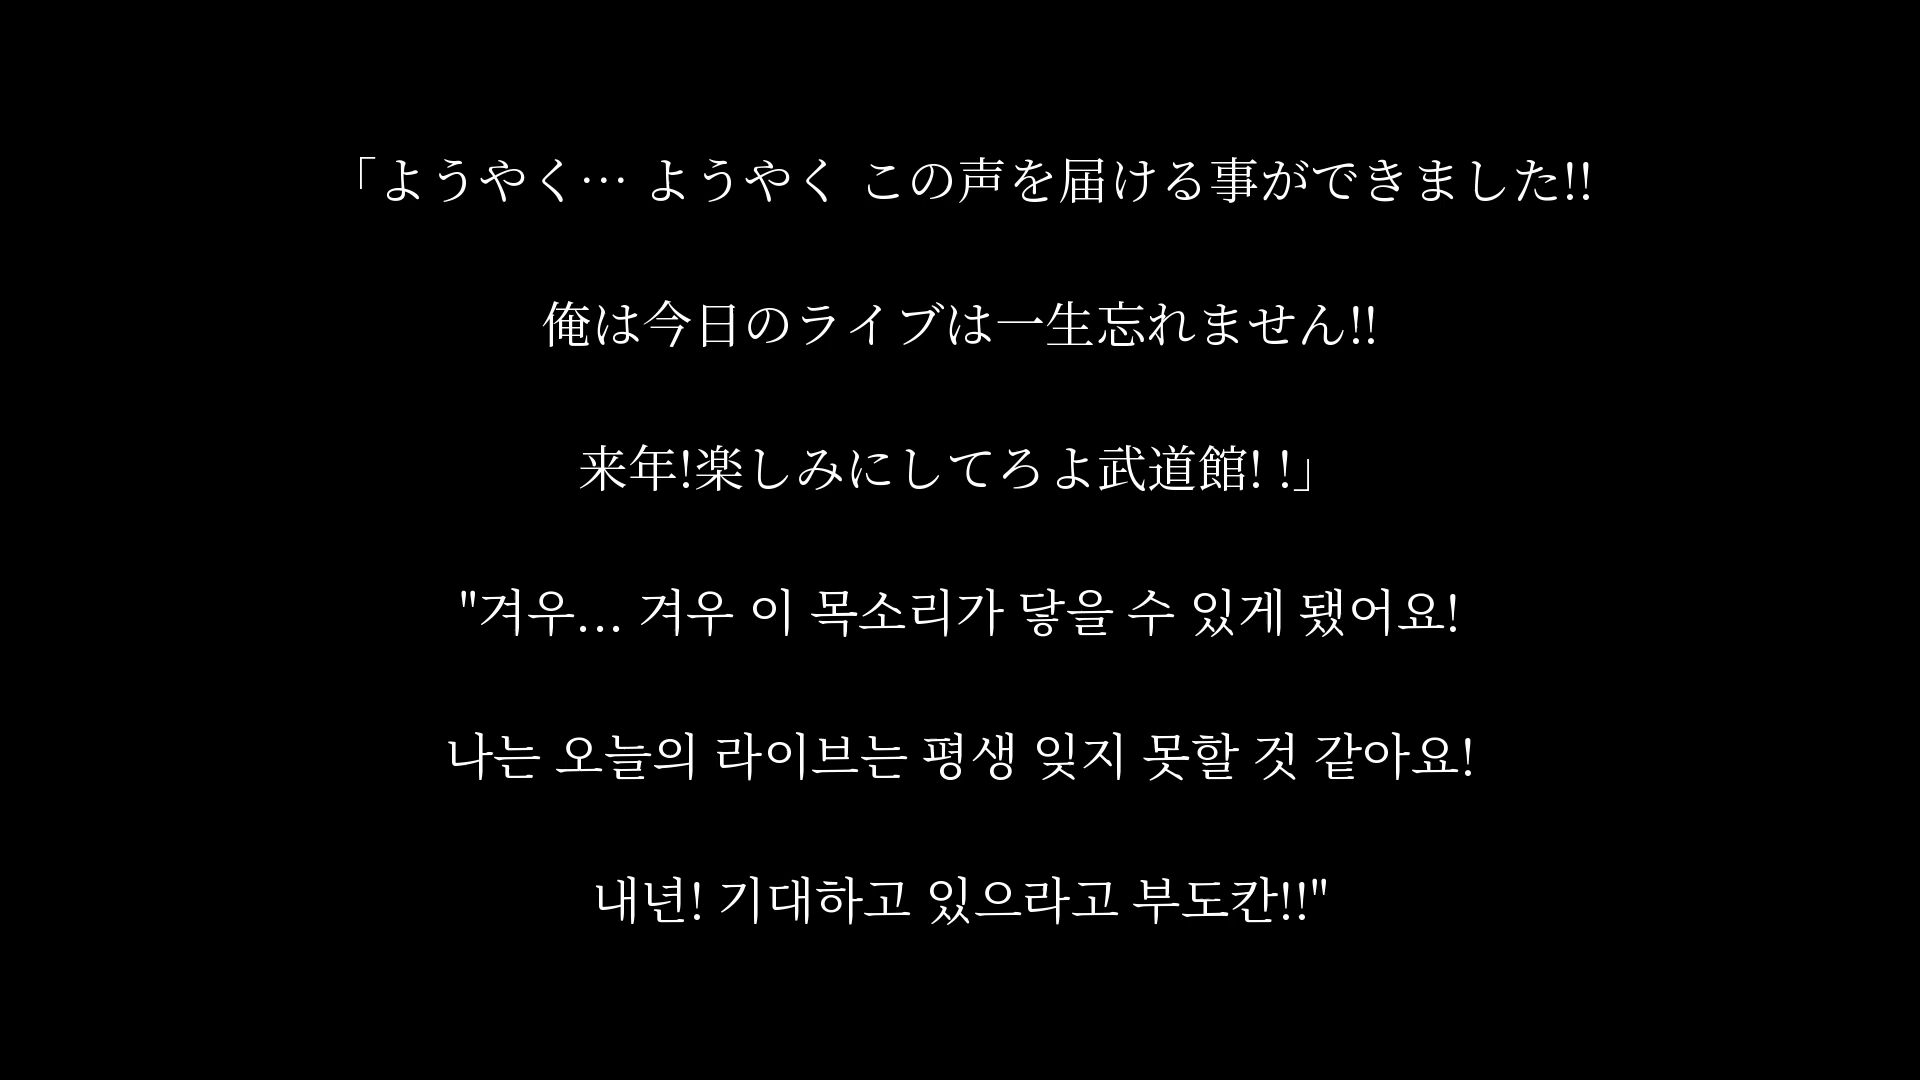 「ようやく… ようやく この声を届ける事ができました!!
俺は今日のライブは一生忘れません!!
来年!楽しみにしてろよ武道館! !」
"겨우... 겨우 이 목소리가 닿을 수 있게 됐어요!
나는 오늘의 라이브는 평생 잊지 못할 것 같아요!
내년! 기대하고 있으라고 부도칸!!"